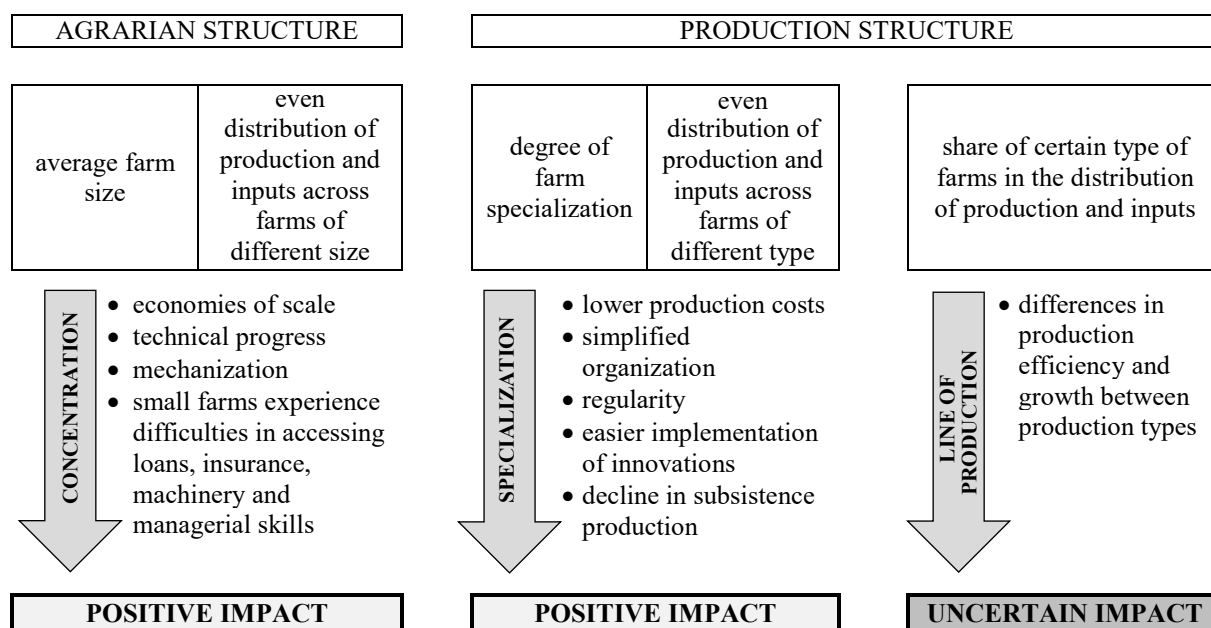 AGRARIAN STRUCTURE
PRODUCTION STRUCTURE
average farm
size
even
distribution of
production and
inputs across
farms of
different size
degree of
farm
specialization
even
distribution of
production and
inputs across
farms of
different type
share of certain type of
farms in the distribution
of production and inputs
CONCENTRATION
• economies of scale
• technical progress
• mechanization
• small farms experience
difficulties in accessing
loans, insurance,
machinery and
managerial skills
SPECIALIZATION
• lower production costs
• simplified
organization
• regularity
• easier implementation
of innovations
• decline in subsistence
production
LINE OF
PRODUCTION
• differences in
production
efficiency and
growth between
production types
POSITIVE IMPACT
POSITIVE IMPACT
UNCERTAIN IMPACT